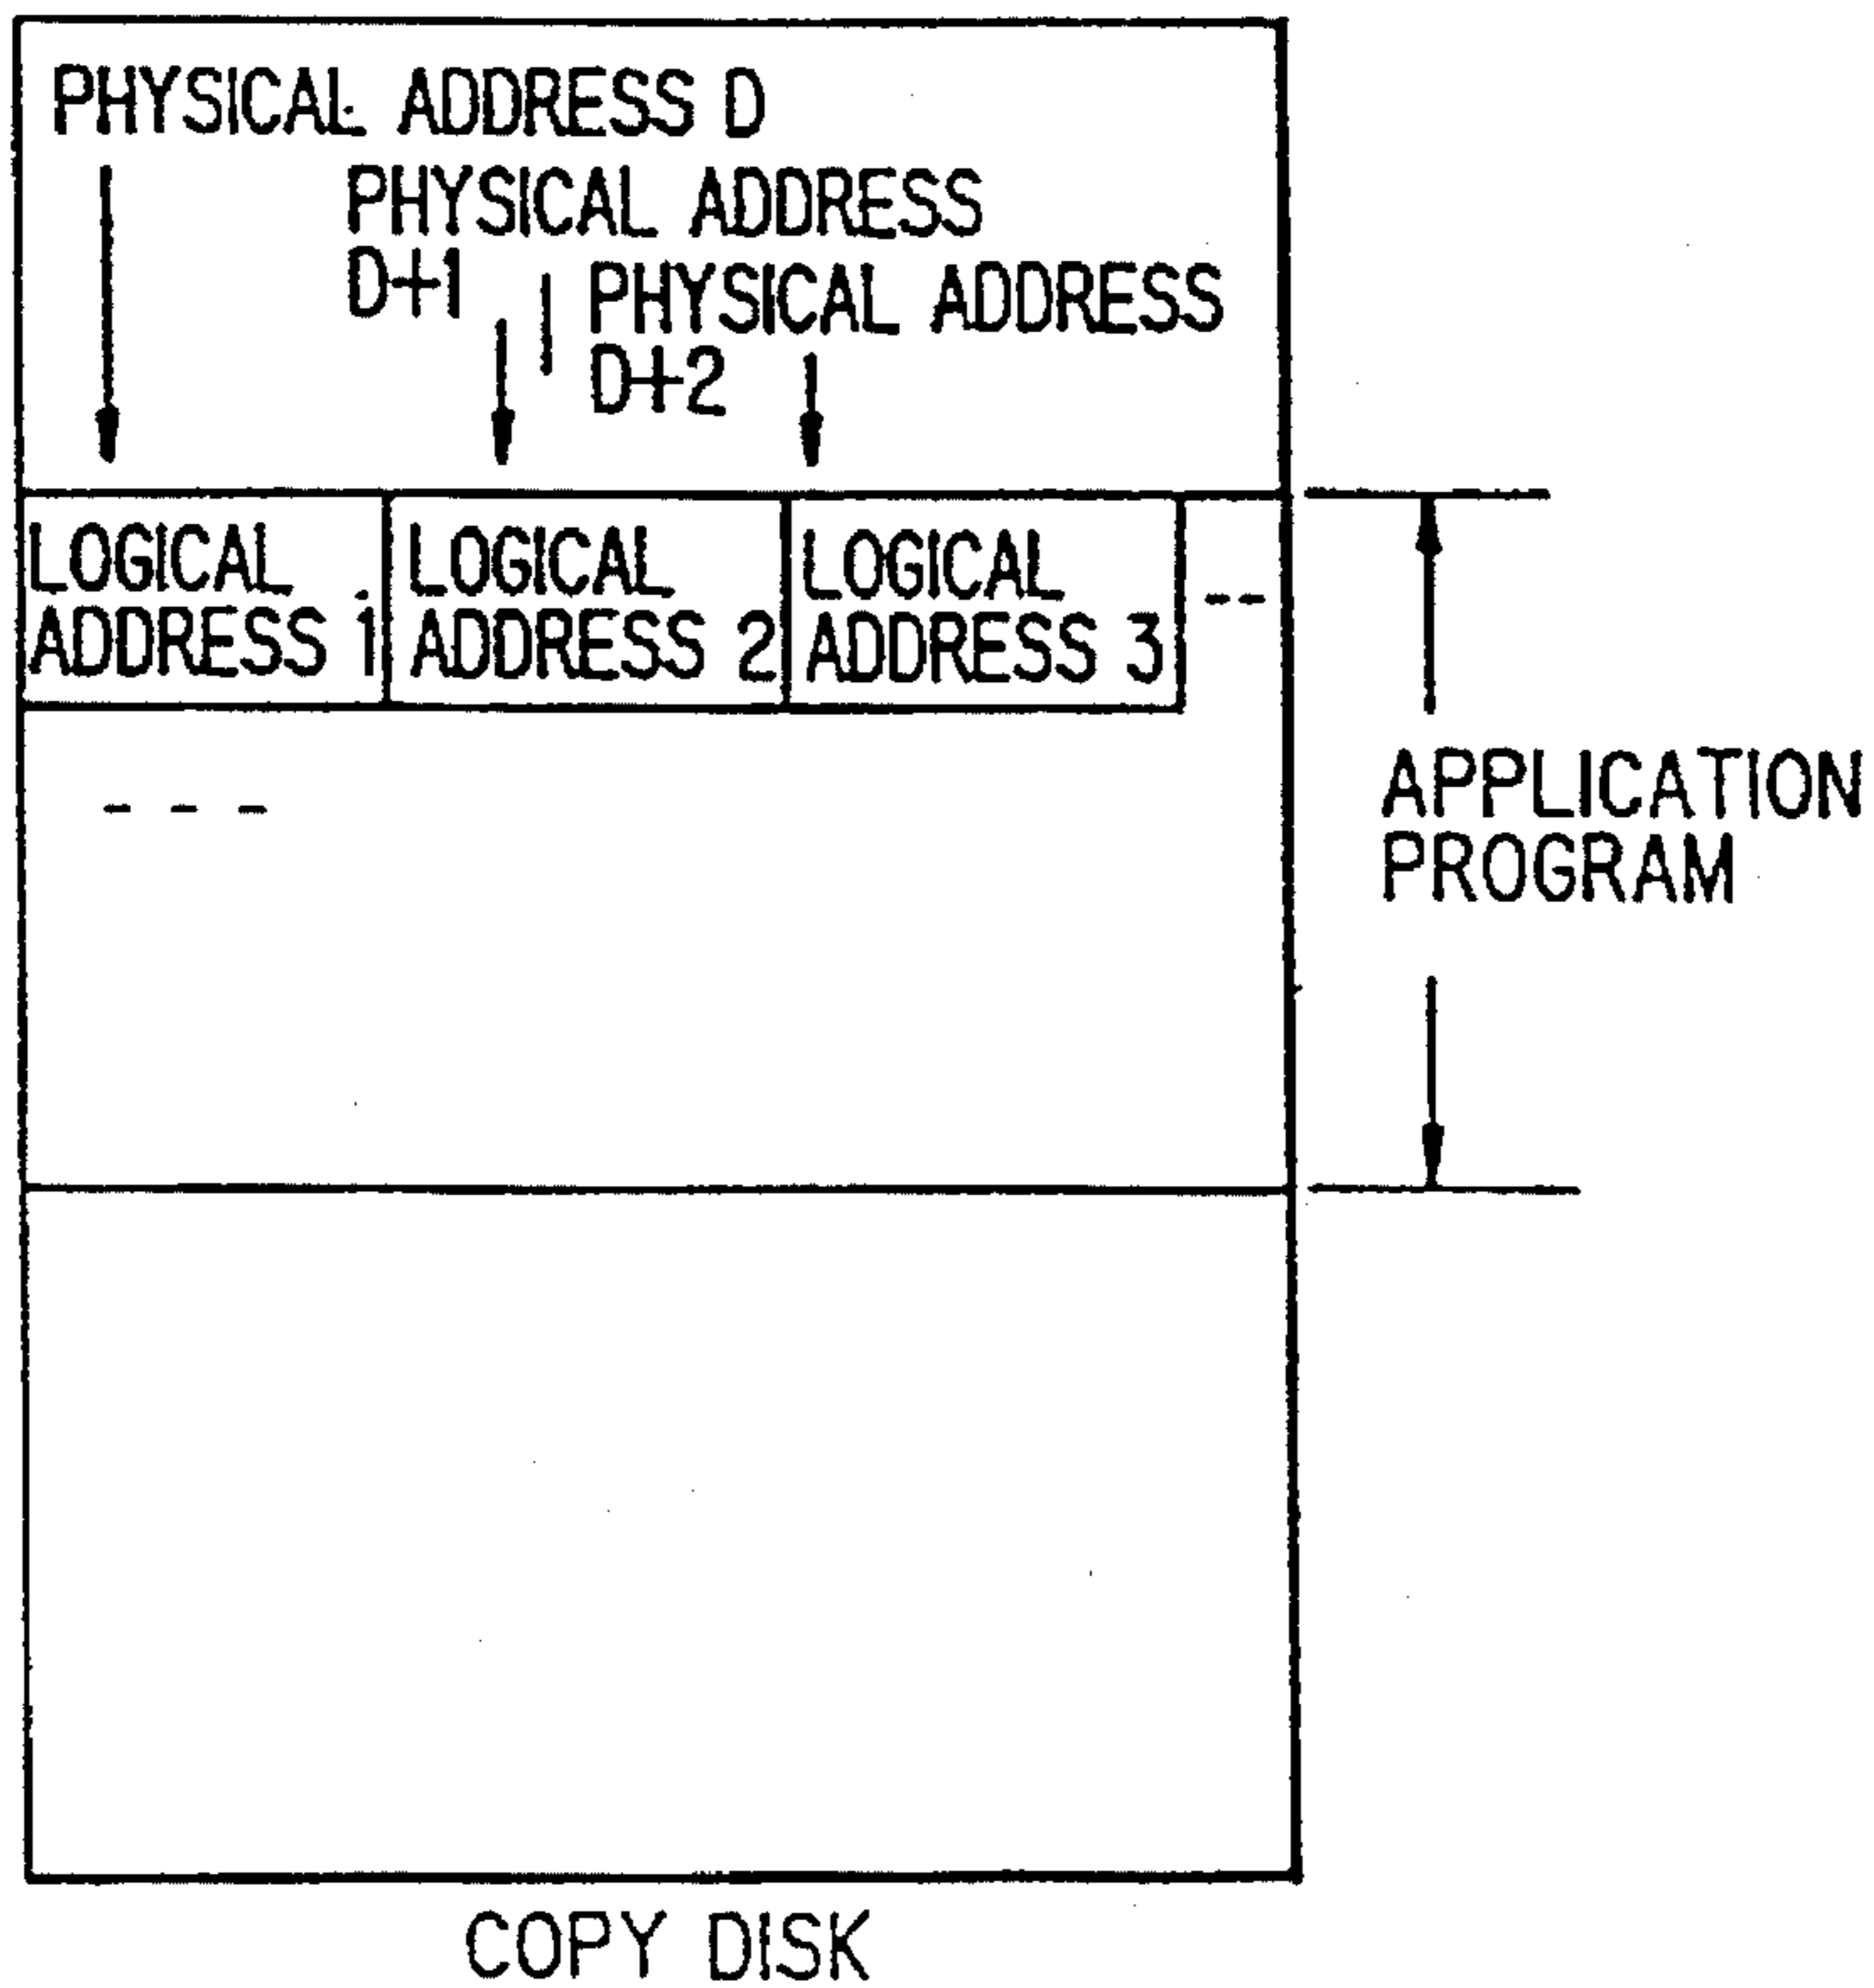 PHYSICAL ADDRESS D
PHYSICAL ADDRESS
D+1
PHYSICAL ADDRESS
D+2
LOGICAL
ADDRESS 1
LOGICAL
ADDRESS 2
LOGICAL
ADDRESS 3
--
- - -
APPLICATION
PROGRAM
COPY DISK